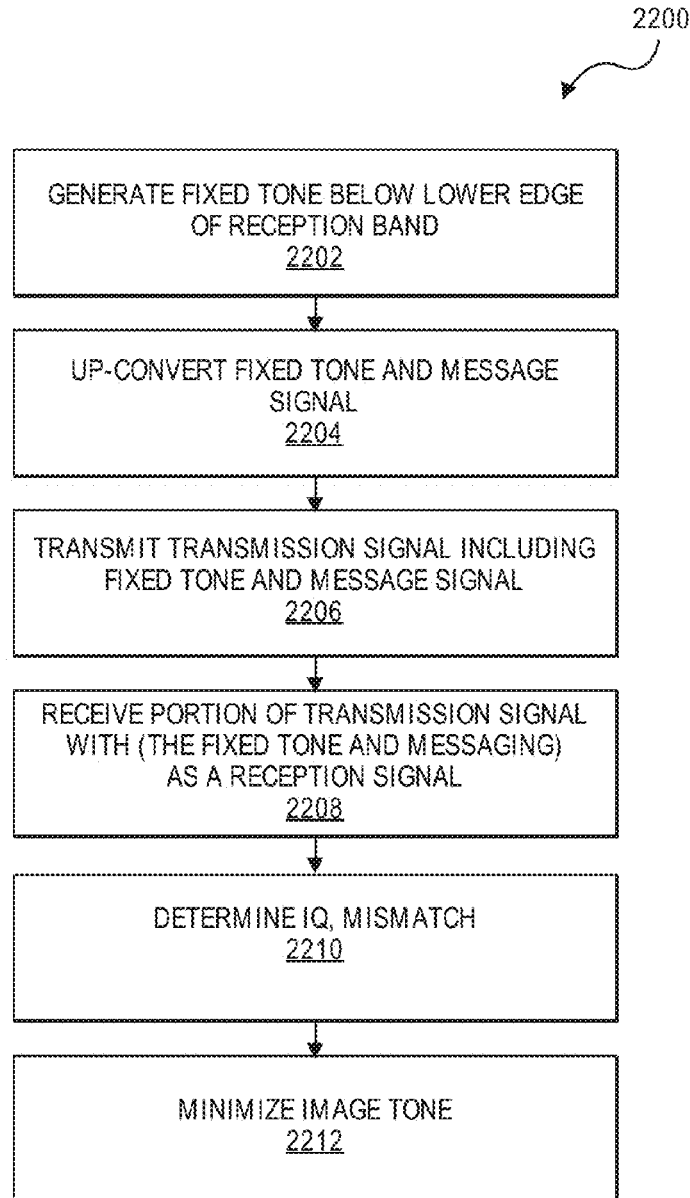 2200
GENERATE FIXED TONE BELOW LOWER EDGE
OF RECEPTION BAND
2202
UP-CONVERT FIXED TONE AND MESSAGE
SIGNAL
2204
TRANSMIT TRANSMISSION SIGNAL INCLUDING
FIXED TONE AND MESSAGE SIGNAL
2206
RECEIVE PORTION OF TRANSMISSION SIGNAL
WITH (THE FIXED TONE AND MESSAGING)
AS A RECEPTION SIGNAL
2208
DETERMINE IQ, MISMATCH
2210
MINIMIZE IMAGE TONE
2212